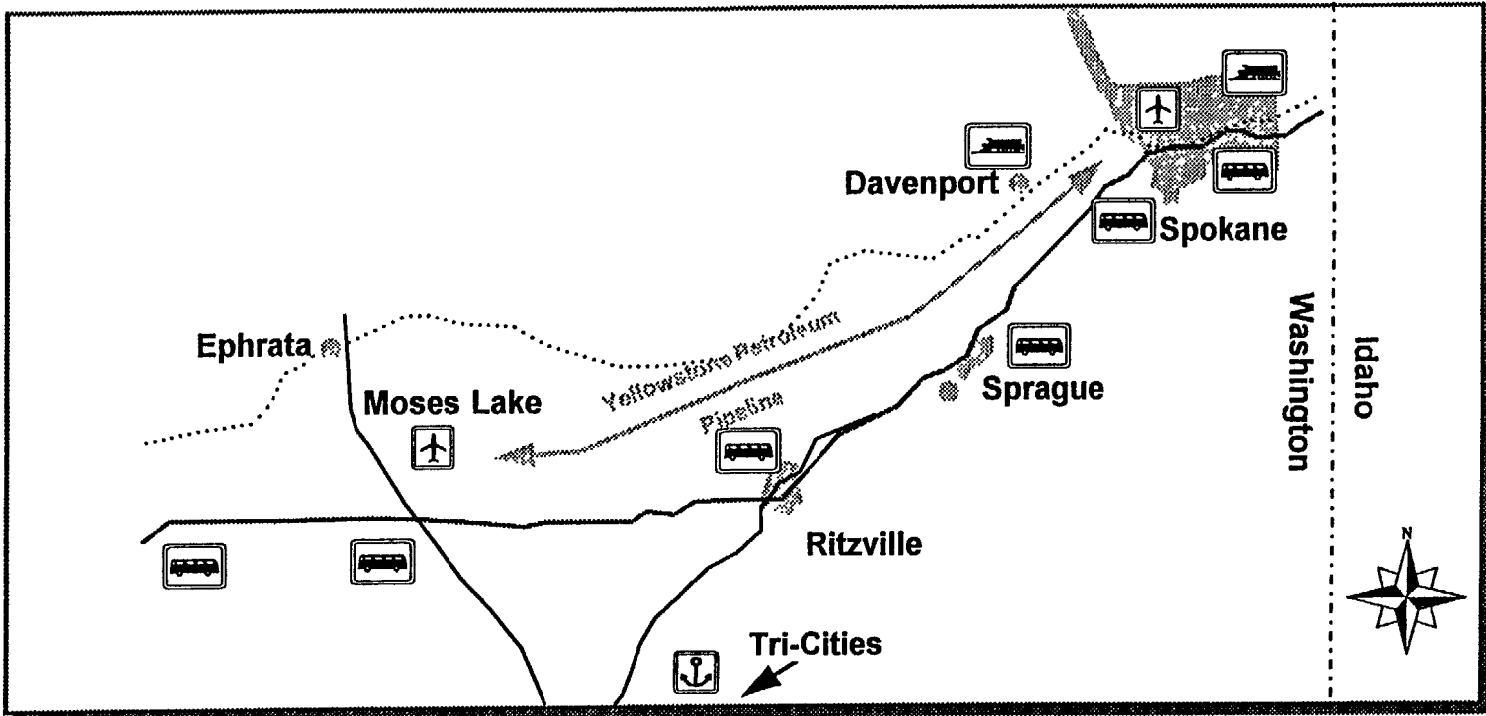 Davenport
Spokane
Ephrata
Moses Lake
Yellowstone Petroleum
Pipeline
Sprague
Washington
Idaho
Ritzville
N
Tri-Cities